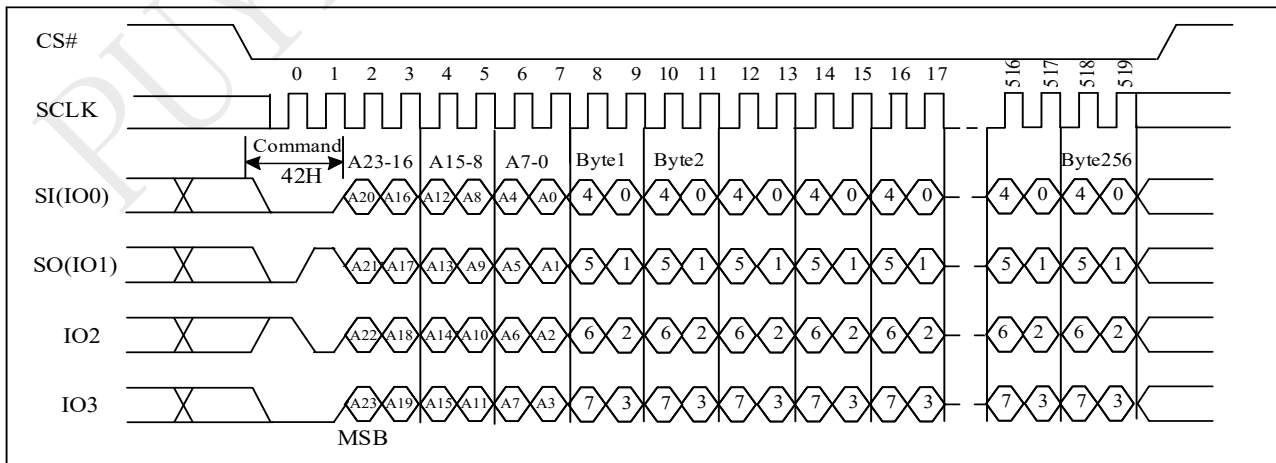 PUY
CS#
0 1 2 3 4 5 6 7 8 9 10 11 12 13 14 15 16 17 516 517 518 519
SCLK
Command A23-16 A15-8 A7-0 Byte1 Byte2 Byte256
42H
SI(IO0) A20 A16 A12 A8 A4 A0 4 0 4 0 4 0 4 0 4 0 4 0 4 0
SO(IO1) A21 A17 A13 A9 A5 A1 5 1 5 1 5 1 5 1 5 1 5 1 5 1
IO2 A22 A18 A14 A10 A6 A2 6 2 6 2 6 2 6 2 6 2 6 2 6 2
IO3 A23 A19 A15 A11 A7 A3 7 3 7 3 7 3 7 3 7 3 7 3 7 3
MSB